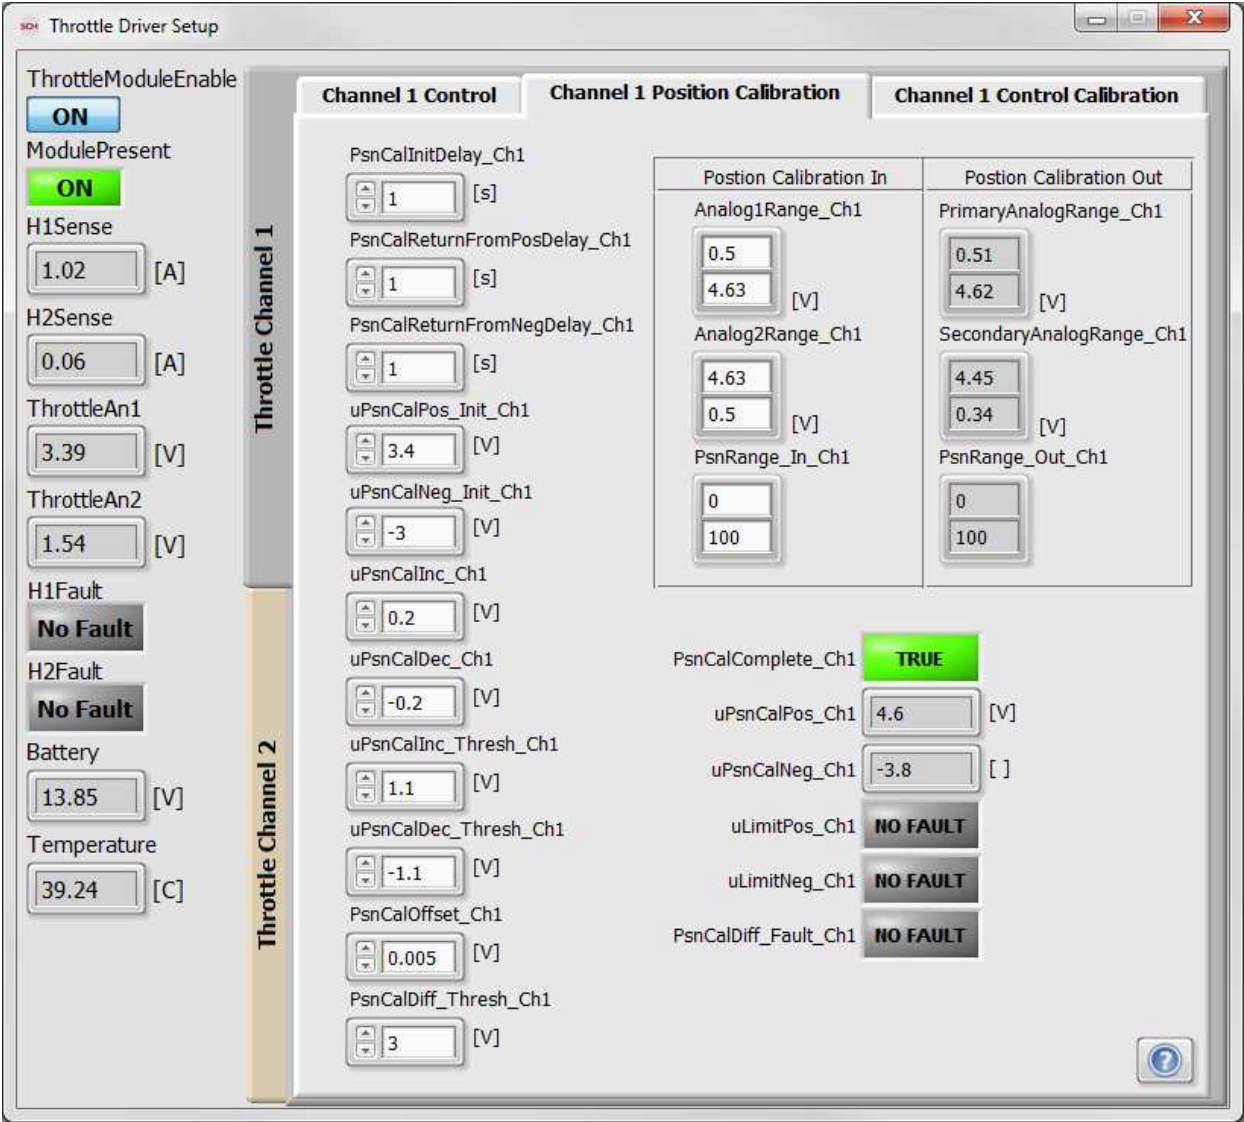 SCM Throttle Driver Setup
ThrottleModuleEnable
ON
ModulePresent
ON
H1Sense
1.02 [A]
H2Sense
0.06 [A]
ThrottleAn1
3.39 [V]
ThrottleAn2
1.54 [V]
H1Fault
No Fault
H2Fault
No Fault
Battery
13.85 [V]
Temperature
39.24 [C]
Throttle Channel 1
Throttle Channel 2
Channel 1 Control
Channel 1 Position Calibration
Channel 1 Control Calibration
PsnCalInitDelay_Ch1
1 [s]
PsnCalReturnFromPosDelay_Ch1
1 [s]
PsnCalReturnFromNegDelay_Ch1
1 [s]
uPsnCalPos_Init_Ch1
3.4 [V]
uPsnCalNeg_Init_Ch1
-3 [V]
uPsnCalInc_Ch1
0.2 [V]
uPsnCalDec_Ch1
-0.2 [V]
uPsnCalInc_Thresh_Ch1
1.1 [V]
uPsnCalDec_Thresh_Ch1
-1.1 [V]
PsnCalOffset_Ch1
0.005 [V]
PsnCalDiff_Thresh_Ch1
3 [V]
Postion Calibration In
Analog1Range_Ch1
0.5
4.63 [V]
Analog2Range_Ch1
4.63
0.5 [V]
PsnRange_In_Ch1
0
100
Postion Calibration Out
PrimaryAnalogRange_Ch1
0.51
4.62 [V]
SecondaryAnalogRange_Ch1
4.45
0.34 [V]
PsnRange_Out_Ch1
0
100
PsnCalComplete_Ch1 TRUE
uPsnCalPos_Ch1 4.6 [V]
uPsnCalNeg_Ch1 -3.8 [ ]
uLimitPos_Ch1 NO FAULT
uLimitNeg_Ch1 NO FAULT
PsnCalDiff_Fault_Ch1 NO FAULT
?